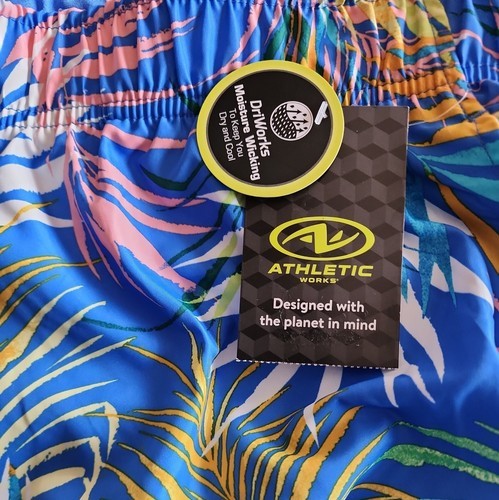 DriWorks
Moisture Wicking
To Keep You
Dry and Cool
ATHLETIC
WORKS®
Designed with
the planet in mind